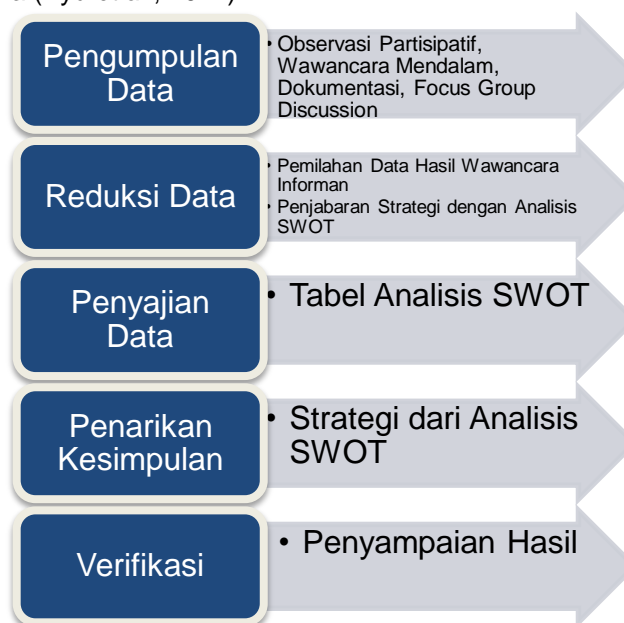 Pengumpulan
Data
• Observasi Partisipatif,
Wawancara Mendalam,
Dokumentasi, Focus Group
Discussion
Reduksi Data
• Pemilahan Data Hasil Wawancara
Informan
• Penjabaran Strategi dengan Analisis
SWOT
Penyajian
Data
• Tabel Analisis SWOT
Penarikan
Kesimpulan
• Strategi dari Analisis
SWOT
Verifikasi
• Penyampaian Hasil